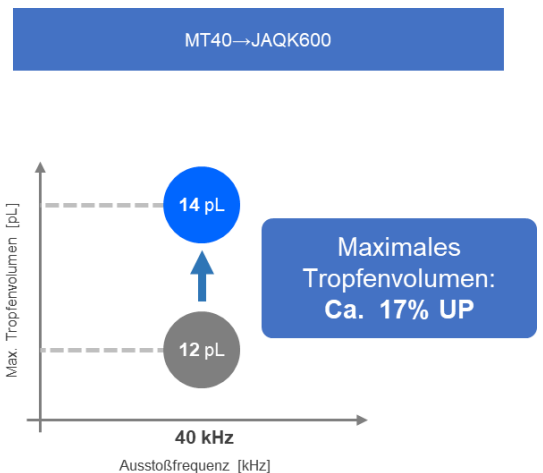 MT40→JAQK600
Max. Tropfenvolumen [pL]
14 pL
12 pL
Maximales
Tropfenvolumen:
Ca. 17% UP
40 kHz
Ausstoßfrequenz [kHz]